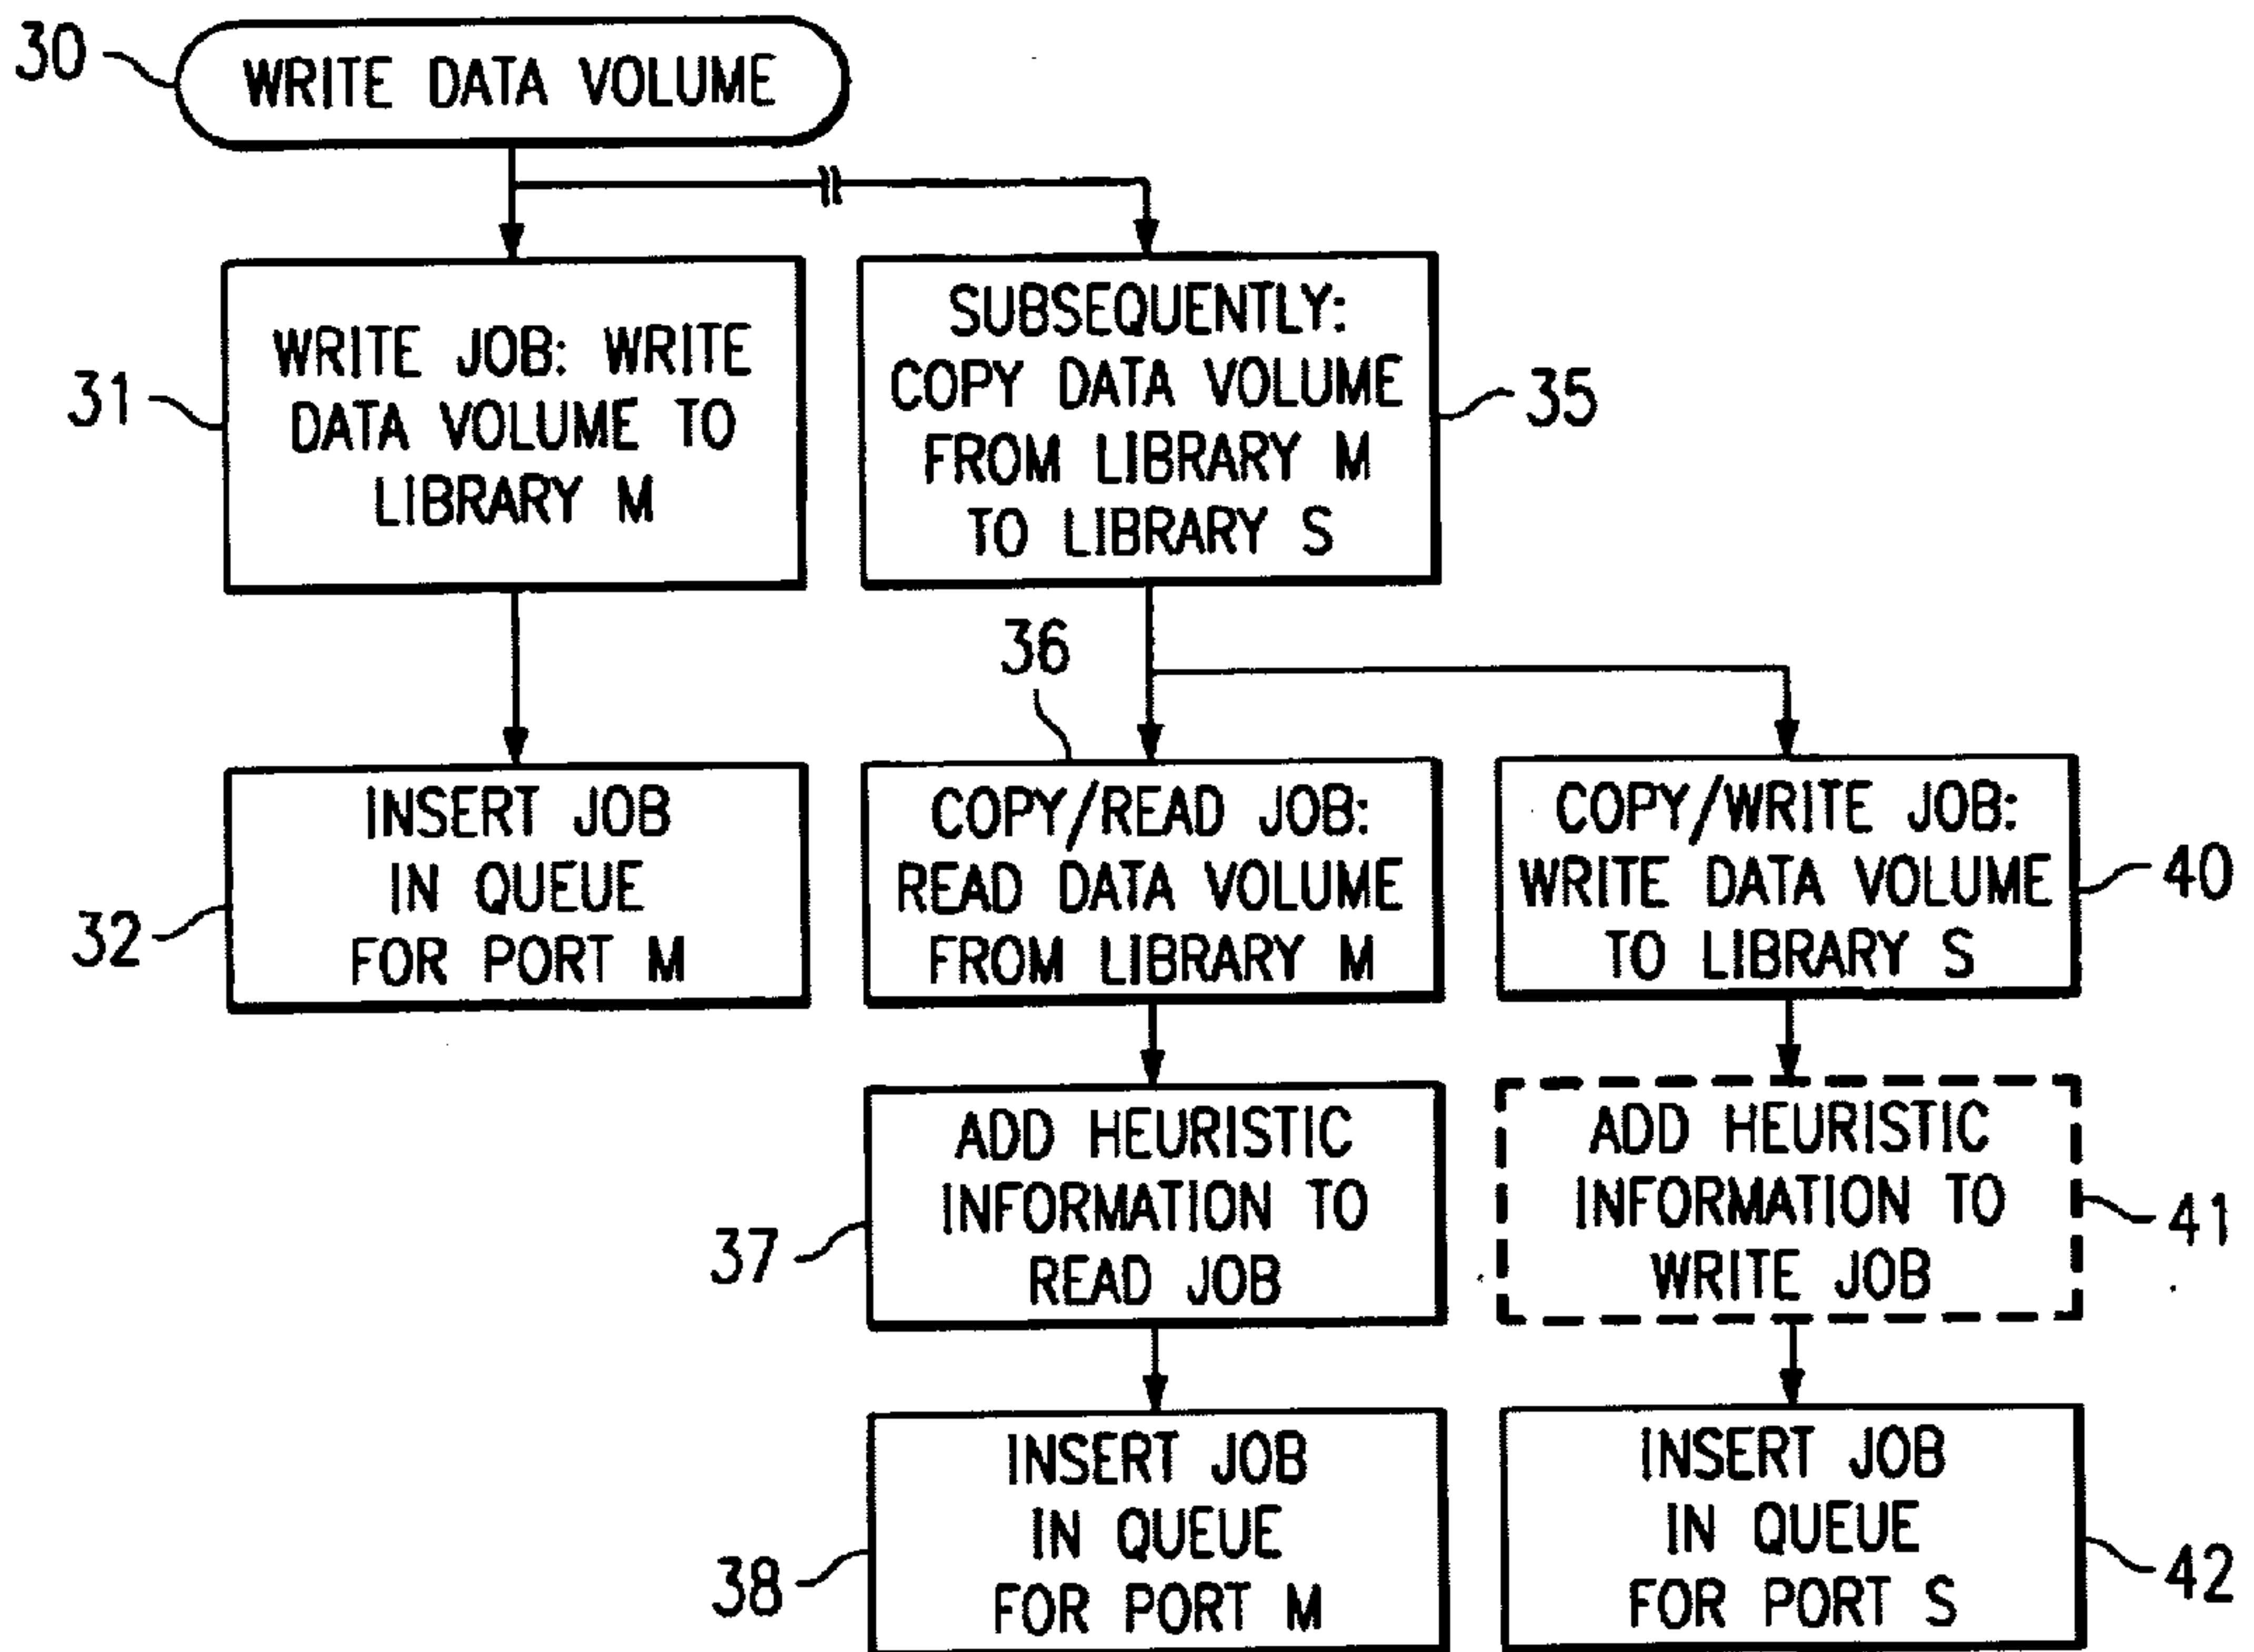 30
WRITE DATA VOLUME
31
WRITE JOB: WRITE
DATA VOLUME TO
LIBRARY M
SUBSEQUENTLY:
COPY DATA VOLUME
FROM LIBRARY M
TO LIBRARY S
35
32
INSERT JOB
IN QUEUE
FOR PORT M
36
COPY/READ JOB:
READ DATA VOLUME
FROM LIBRARY M
COPY/WRITE JOB:
WRITE DATA VOLUME
TO LIBRARY S
40
37
ADD HEURISTIC
INFORMATION TO
READ JOB
ADD HEURISTIC
INFORMATION TO
WRITE JOB
41
38
INSERT JOB
IN QUEUE
FOR PORT M
INSERT JOB
IN QUEUE
FOR PORT S
42